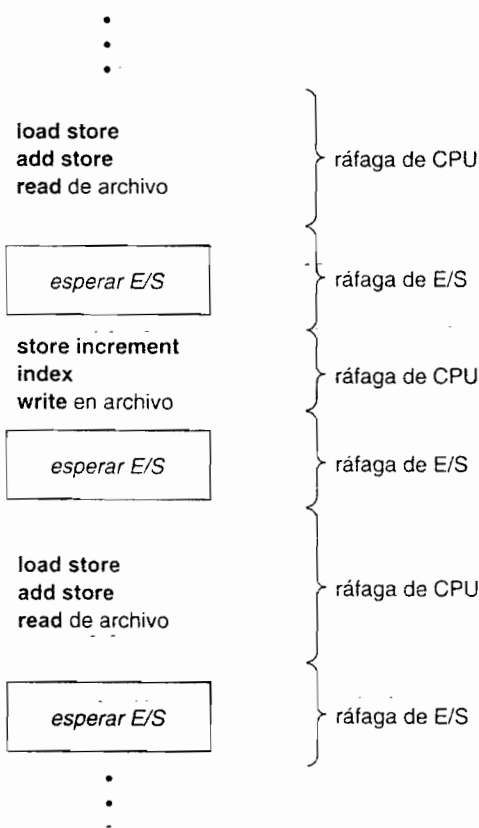 load store
add store
read de archivo
ráfaga de CPU
esperar E/S
ráfaga de E/S
store increment
index
write en archivo
ráfaga de CPU
esperar E/S
ráfaga de E/S
load store
add store
read de archivo
ráfaga de CPU
esperar E/S
ráfaga de E/S